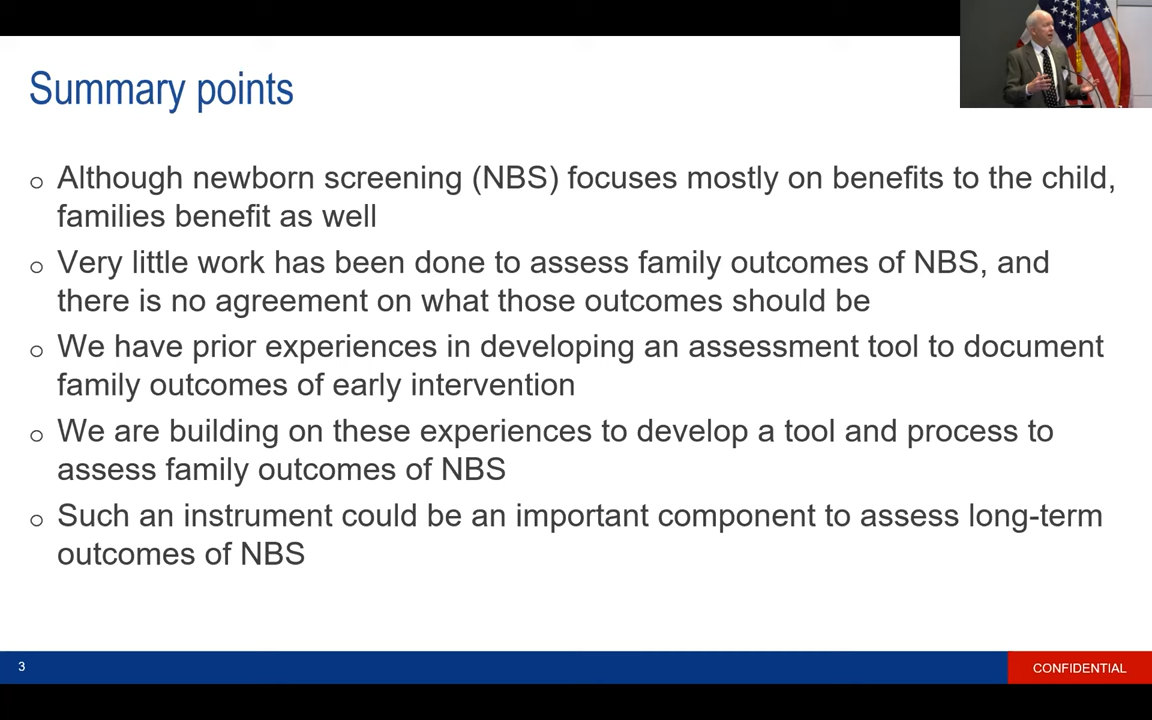 Summary points
○ Although newborn screening (NBS) focuses mostly on benefits to the child,
families benefit as well
○ Very little work has been done to assess family outcomes of NBS, and
there is no agreement on what those outcomes should be
○ We have prior experiences in developing an assessment tool to document
family outcomes of early intervention
○ We are building on these experiences to develop a tool and process to
assess family outcomes of NBS
○ Such an instrument could be an important component to assess long-term
outcomes of NBS
3
CONFIDENTIAL